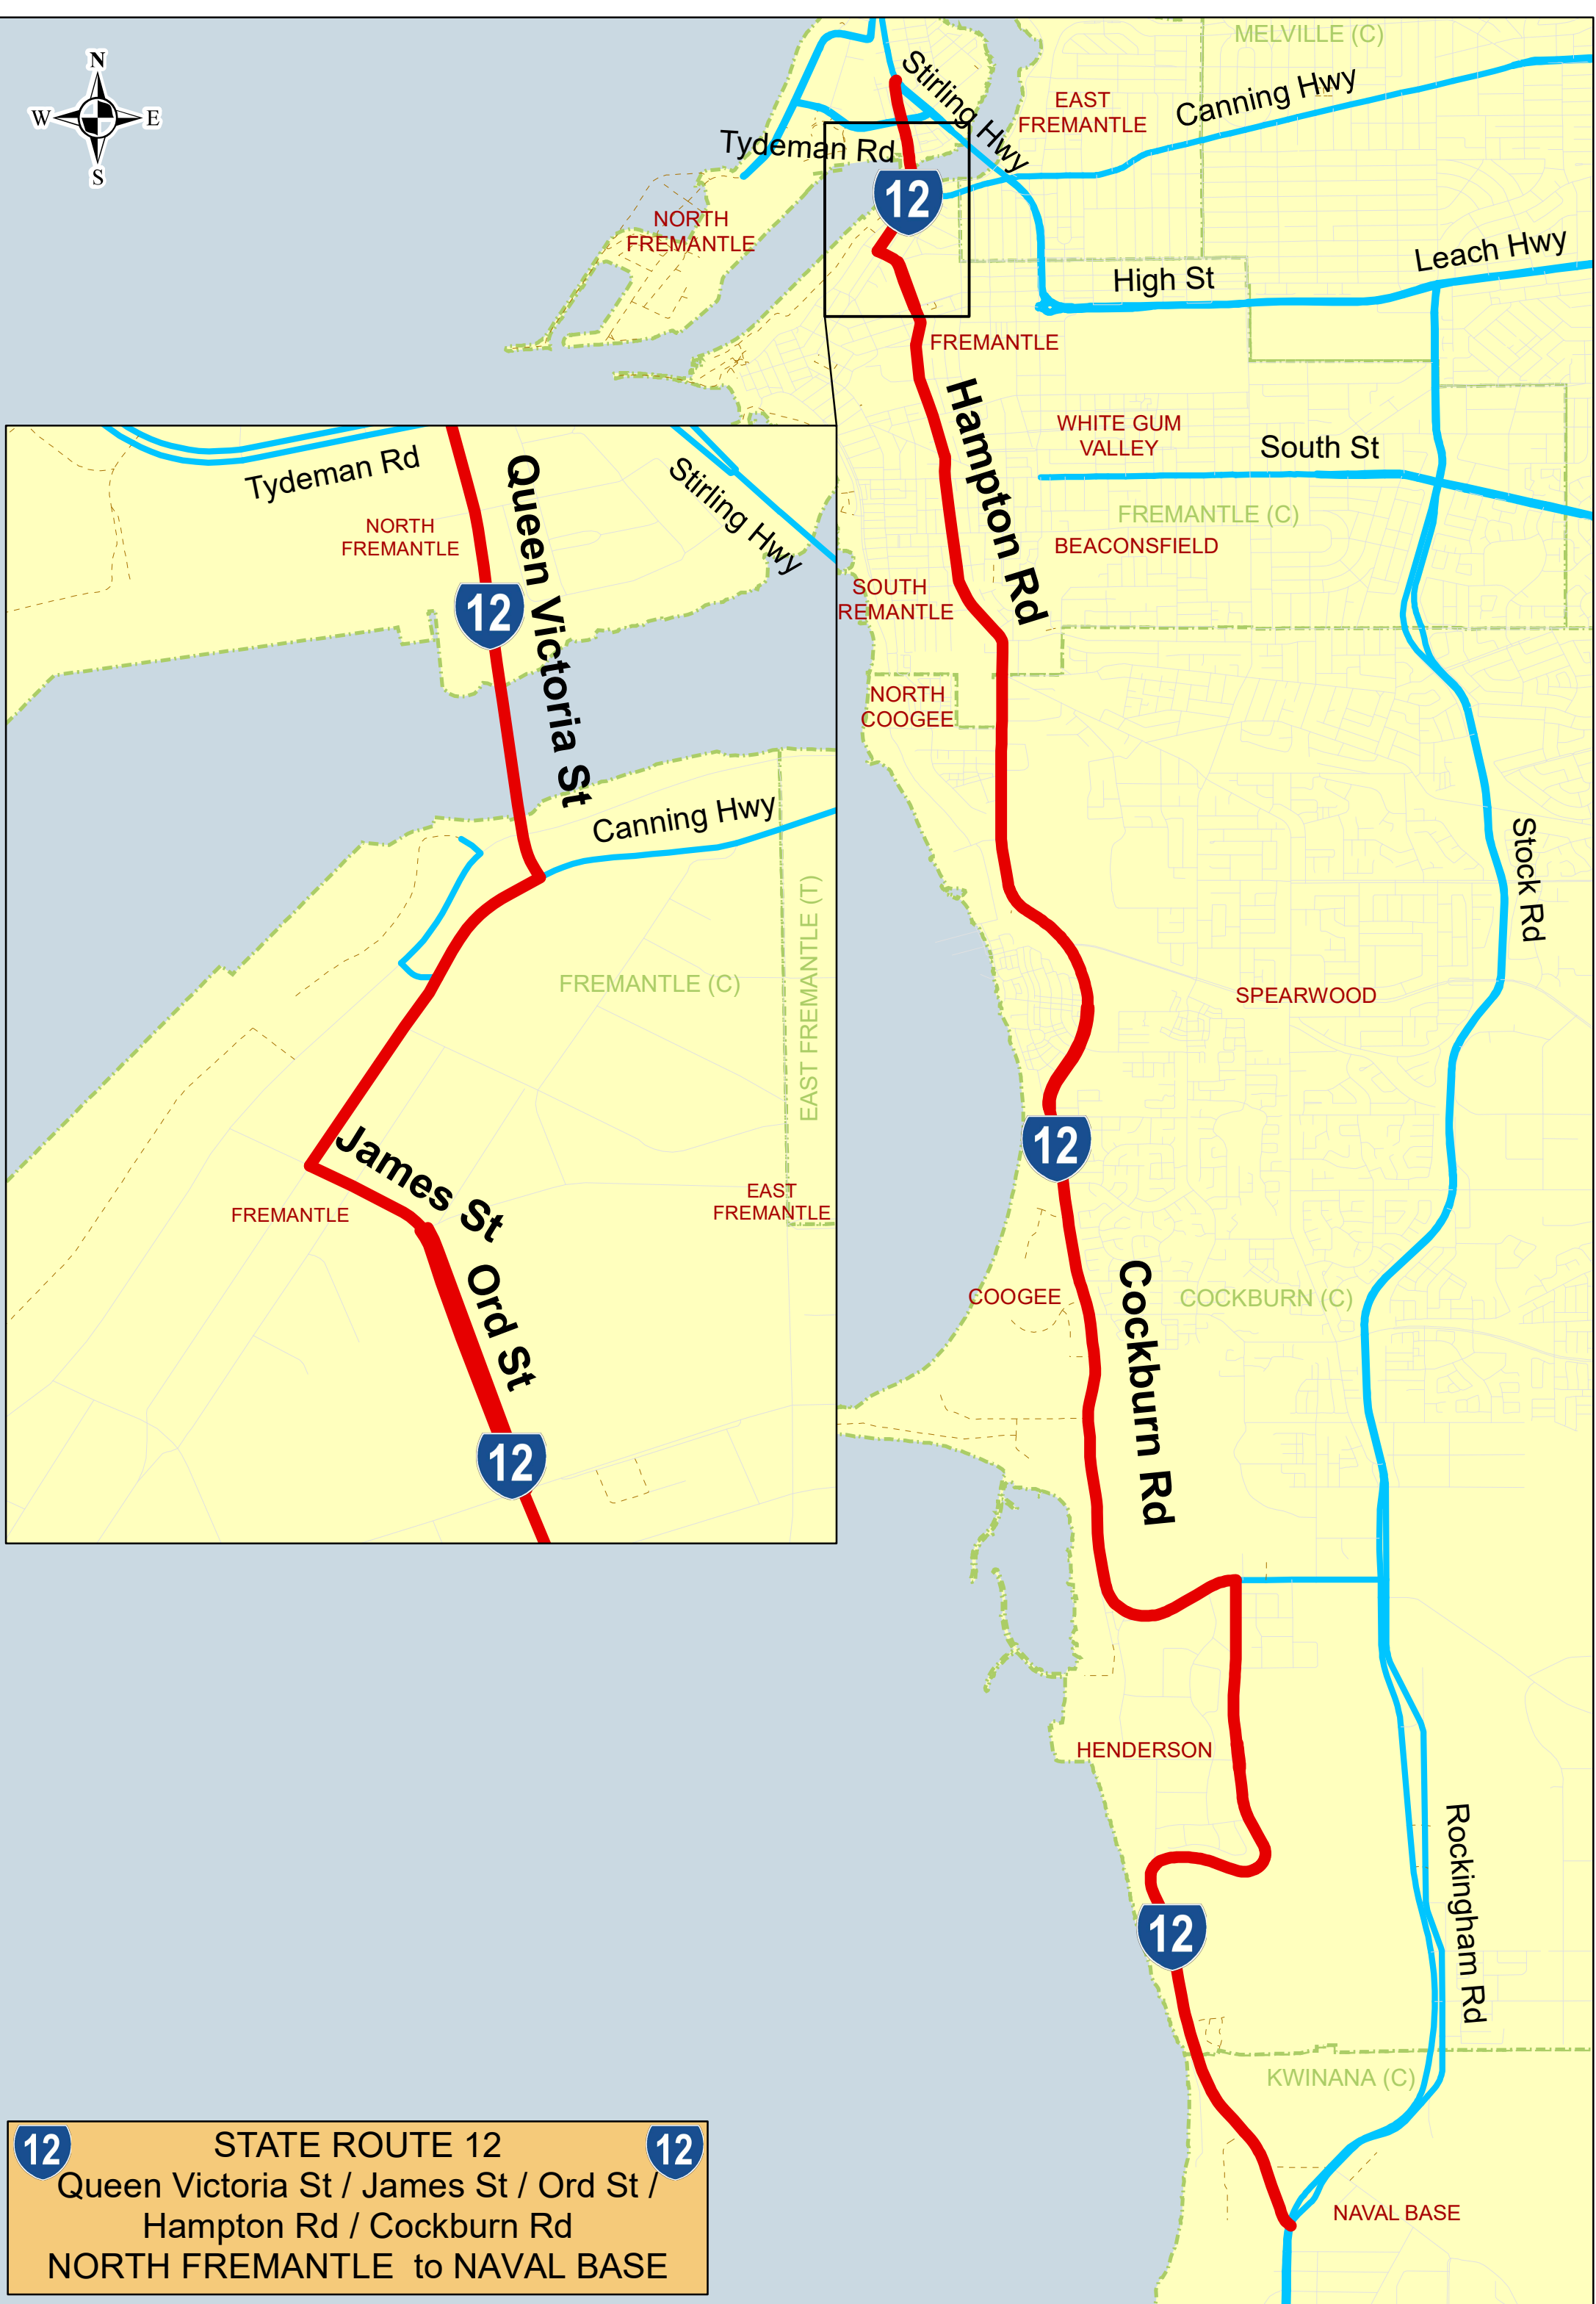 N
W
E
S
MELVILLE (C)
Stirling Hwy
Canning Hwy
EAST
FREMANTLE
Tydeman Rd
12
NORTH
FREMANTLE
Leach Hwy
High St
FREMANTLE
Hampton Rd
WHITE GUM
VALLEY
South St
FREMANTLE (C)
BEACONSFIELD
SOUTH
REMANTLE
NORTH
COOGEE
Stock Rd
SPEARWOOD
12
COOGEE
COCKBURN (C)
Cockburn Rd
HENDERSON
Rockingham Rd
12
KWINANA (C)
NAVAL BASE
Tydeman Rd
Queen Victoria St
Stirling Hwy
NORTH
FREMANTLE
12
Canning Hwy
EAST FREMANTLE (T)
FREMANTLE (C)
James St
FREMANTLE
EAST
FREMANTLE
Ord St
12
12
STATE ROUTE 12
12
Queen Victoria St / James St / Ord St /
Hampton Rd / Cockburn Rd
NORTH FREMANTLE to NAVAL BASE